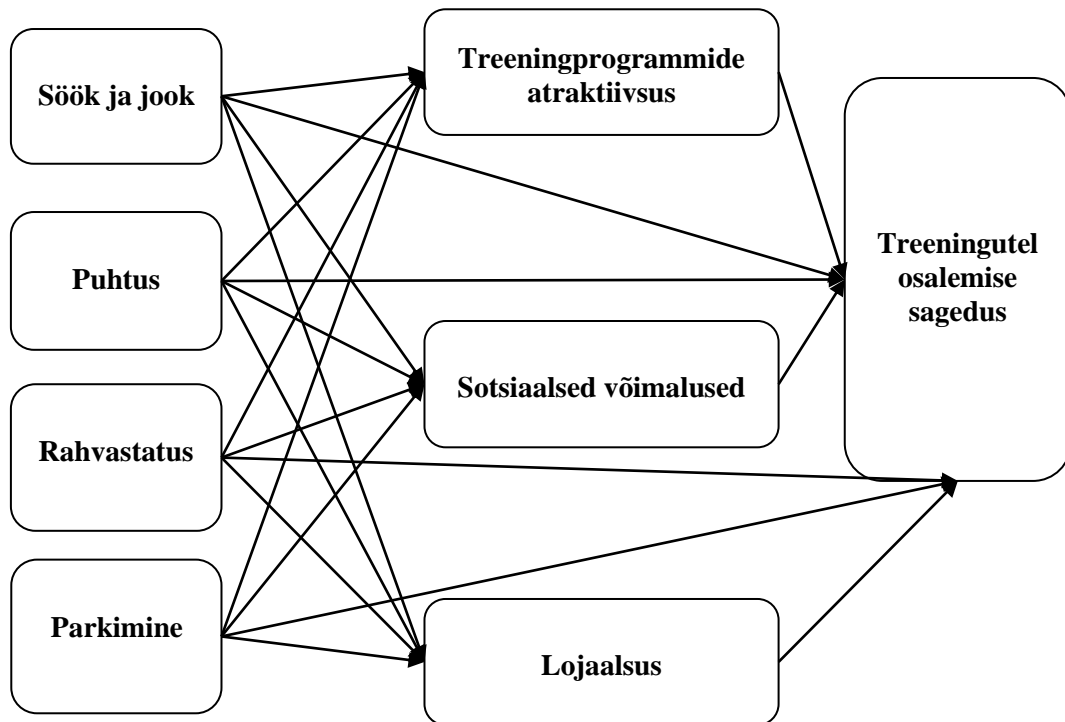 Söök ja jook
Puhtus
Rahvastatus
Parkimine
Treeningprogrammide
atraktiivsus
Sotsiaalsed võimalused
Lojaalsus
Treeningutel
osalemise
sagedus